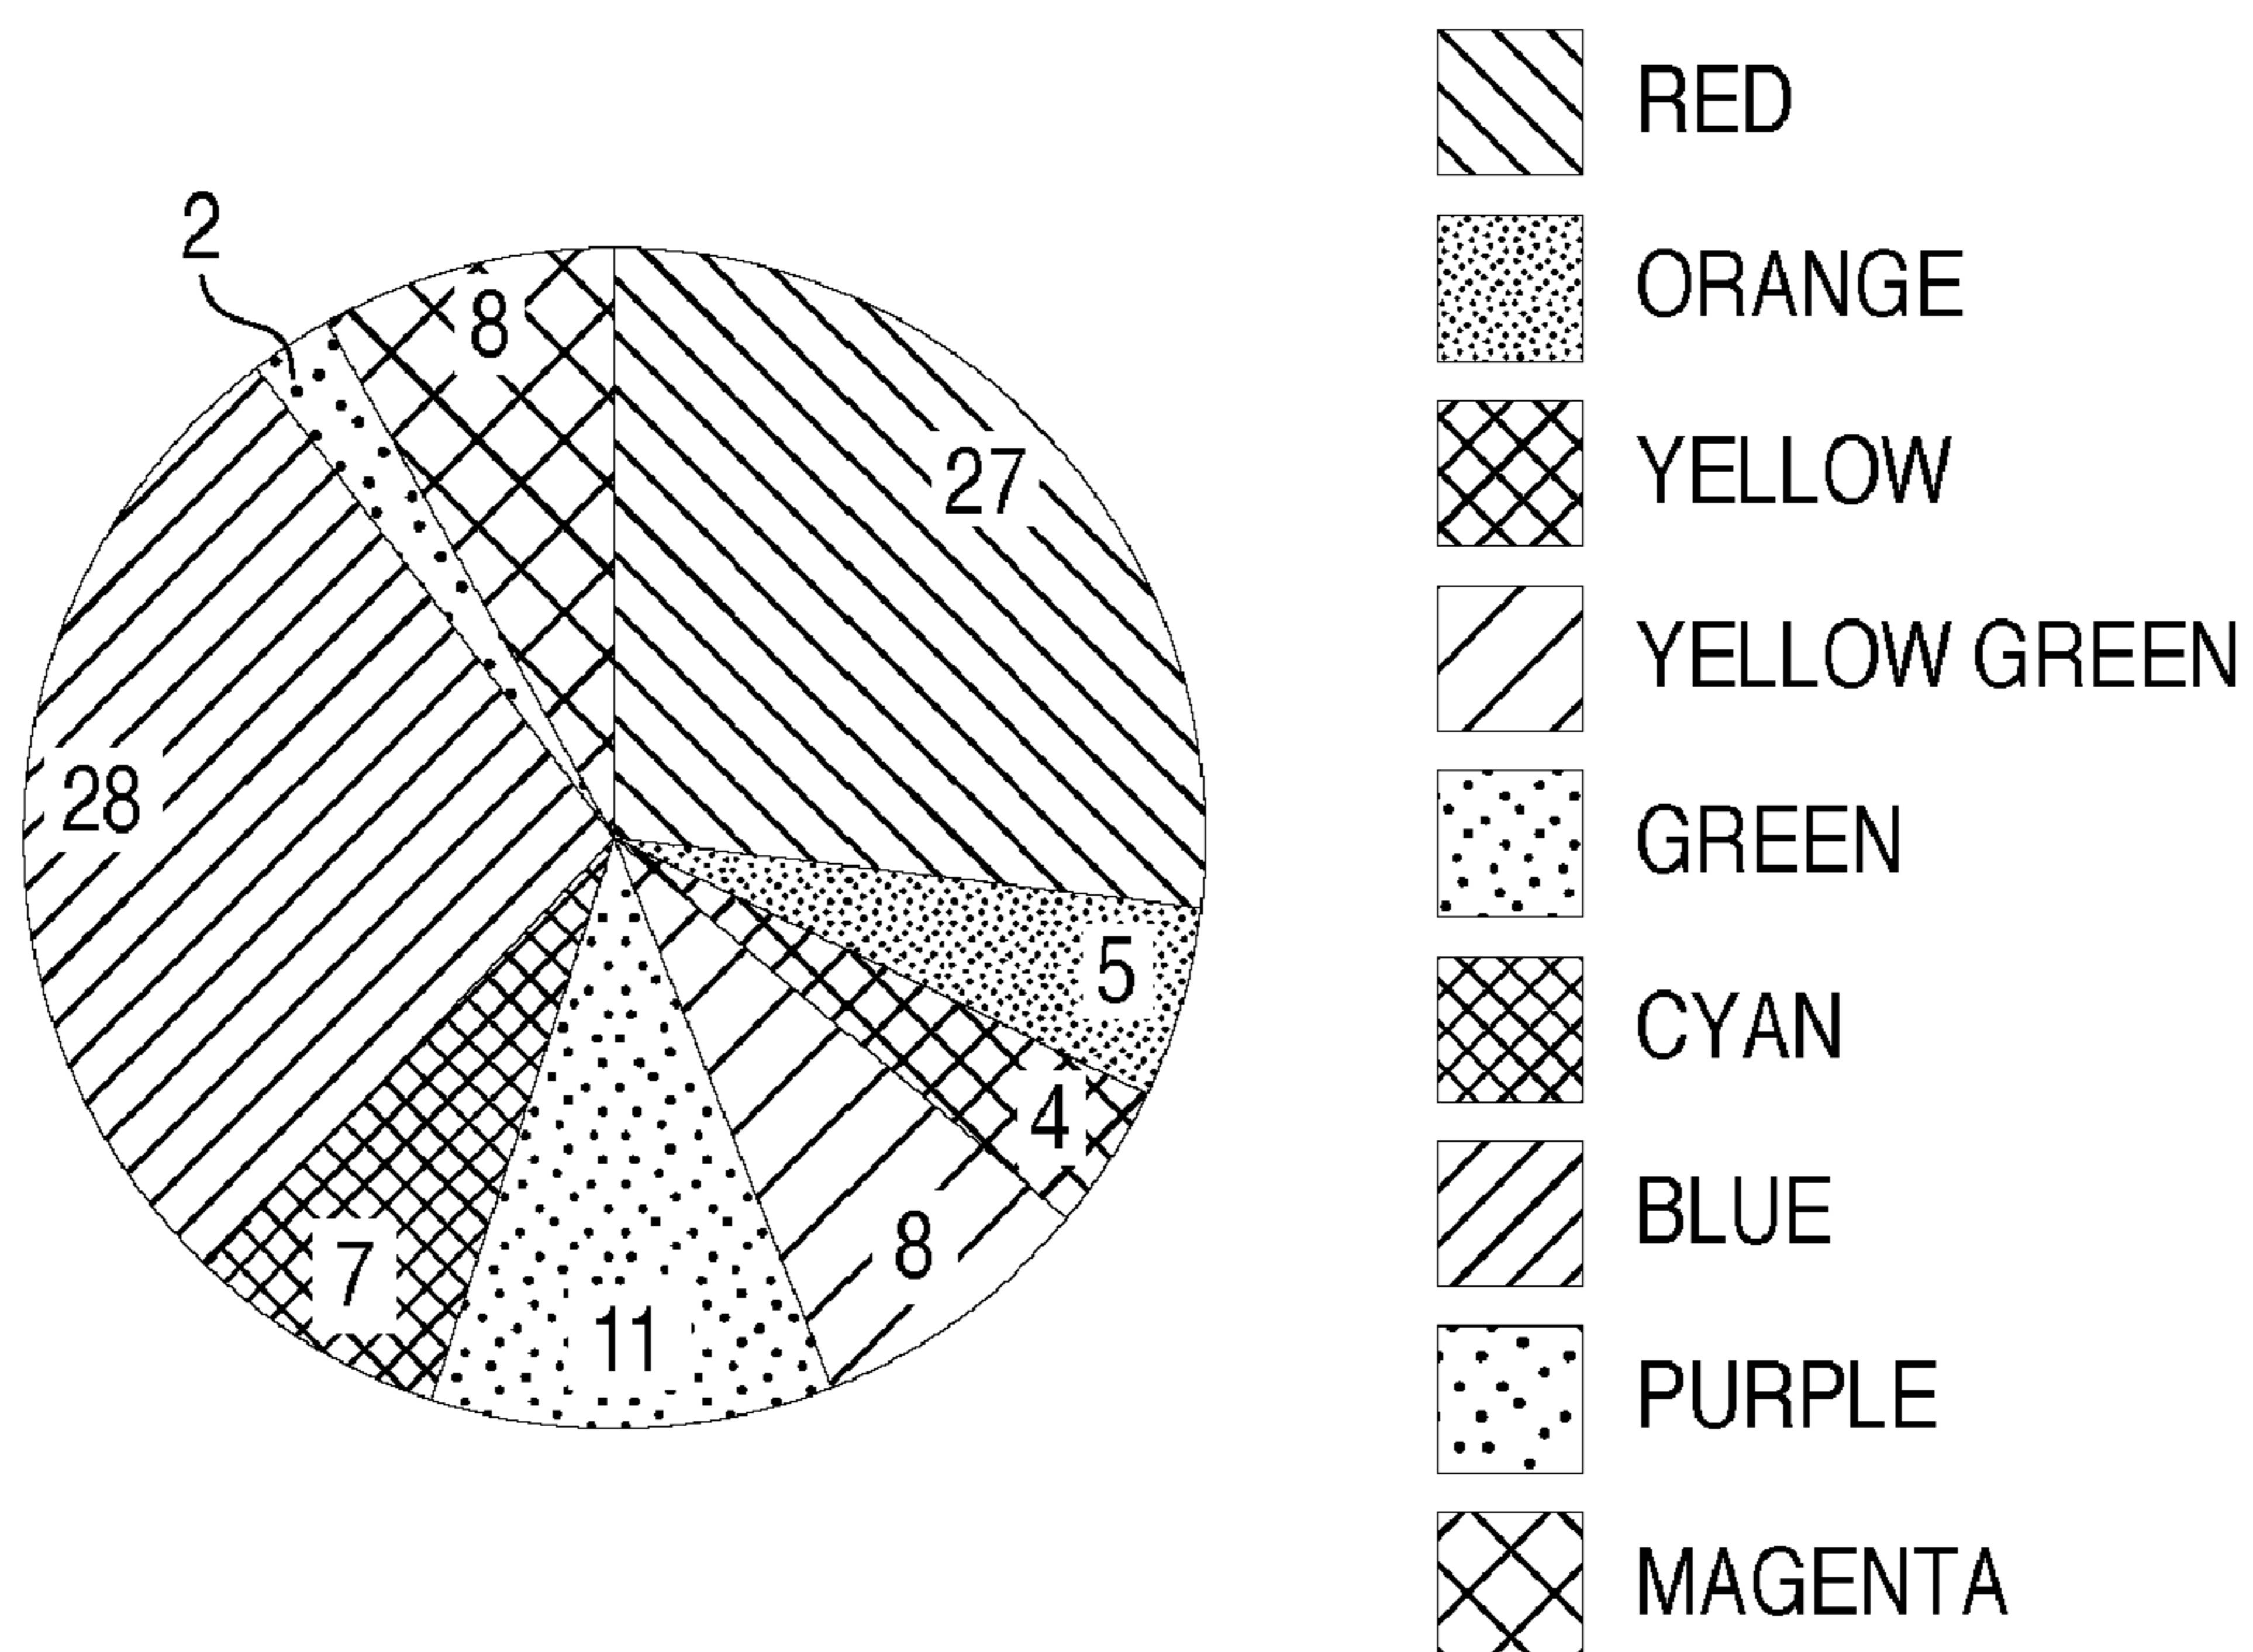 2
8
27
28
5
4
8
7
11
RED
ORANGE
YELLOW
YELLOW GREEN
GREEN
CYAN
BLUE
PURPLE
MAGENTA